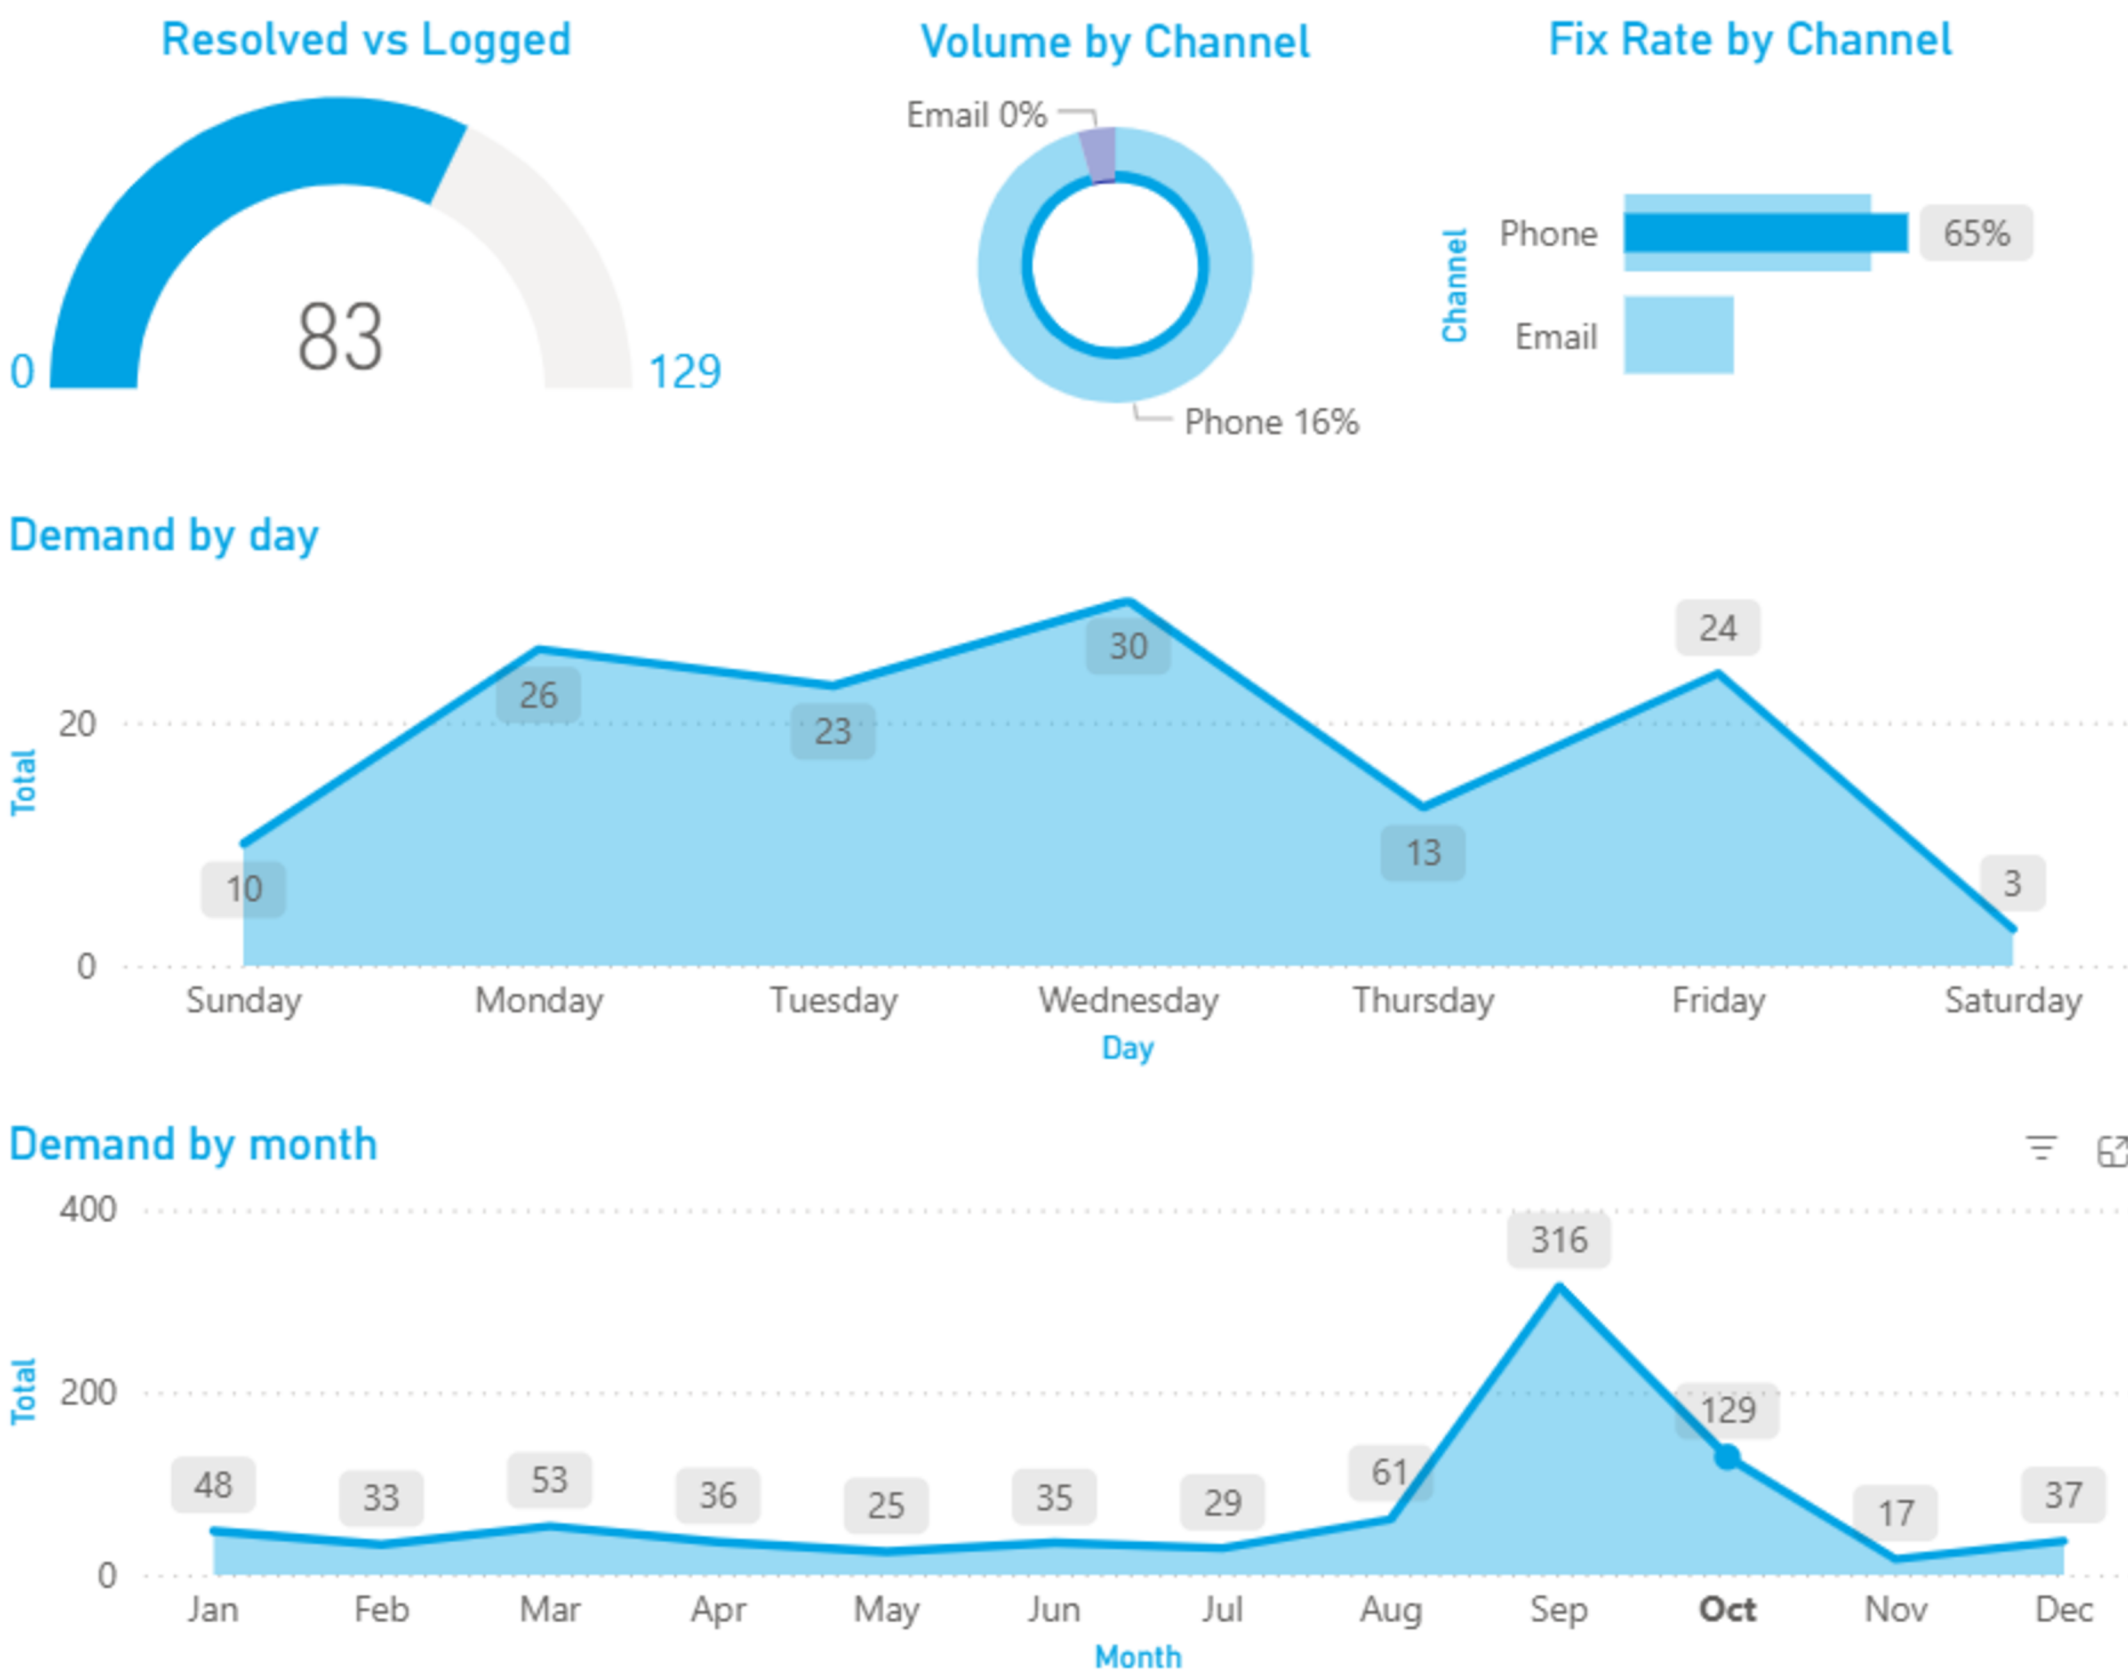 Resolved vs Logged
83
0
129
Volume by Channel
Email 0%
Phone 16%
Fix Rate by Channel
Channel
Phone
65%
Email
Demand by day
Total
20
0
10
26
23
30
13
24
3
Sunday Monday Tuesday Wednesday Thursday Friday Saturday
Day
Demand by month
Total
400
200
0
48
33
53
36
25
35
29
61
316
129
17
37
Jan Feb Mar Apr May Jun Jul Aug Sep Oct Nov Dec
Month